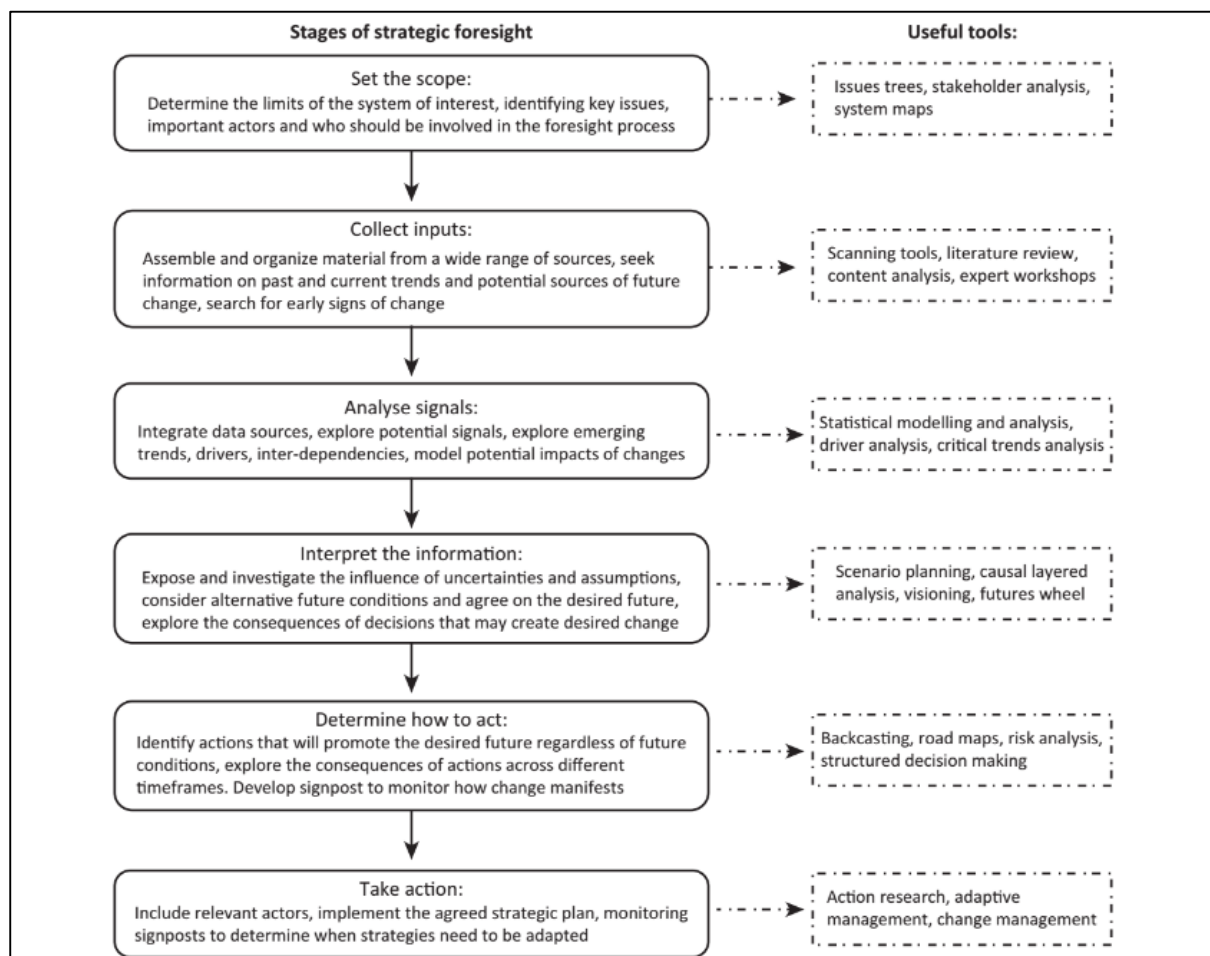 Stages of strategic foresight
Useful tools:
Set the scope:
Determine the limits of the system of interest, identifying key issues,
important actors and who should be involved in the foresight process
Issues trees, stakeholder analysis,
system maps
Collect inputs:
Assemble and organize material from a wide range of sources, seek
information on past and current trends and potential sources of future
change, search for early signs of change
Scanning tools, literature review,
content analysis, expert workshops
Analyse signals:
Integrate data sources, explore potential signals, explore emerging
trends, drivers, inter-dependencies, model potential impacts of changes
Statistical modelling and analysis,
driver analysis, critical trends analysis
Interpret the information:
Expose and investigate the influence of uncertainties and assumptions,
consider alternative future conditions and agree on the desired future,
explore the consequences of decisions that may create desired change
Scenario planning, causal layered
analysis, visioning, futures wheel
Determine how to act:
Identify actions that will promote the desired future regardless of future
conditions, explore the consequences of actions across different
timeframes. Develop signpost to monitor how change manifests
Backcasting, road maps, risk analysis,
structured decision making
Take action:
Include relevant actors, implement the agreed strategic plan, monitoring
signposts to determine when strategies need to be adapted
Action research, adaptive
management, change management